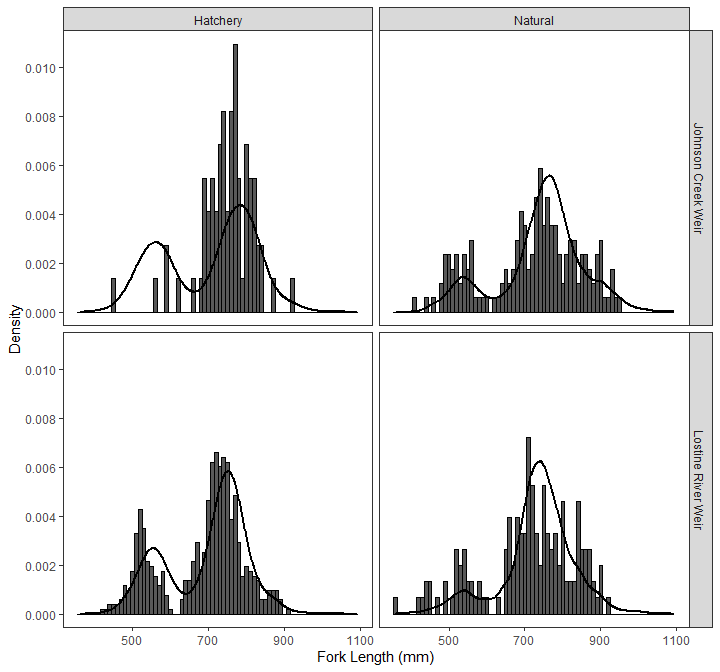 Hatchery
Natural
0.010
0.008
0.006
0.004
0.002
0.000
Johnson Creek Weir
0.010
0.008
0.006
0.004
0.002
0.000
Lostine River Weir
Density
500 700 900 1100
500 700 900 1100
Fork Length (mm)